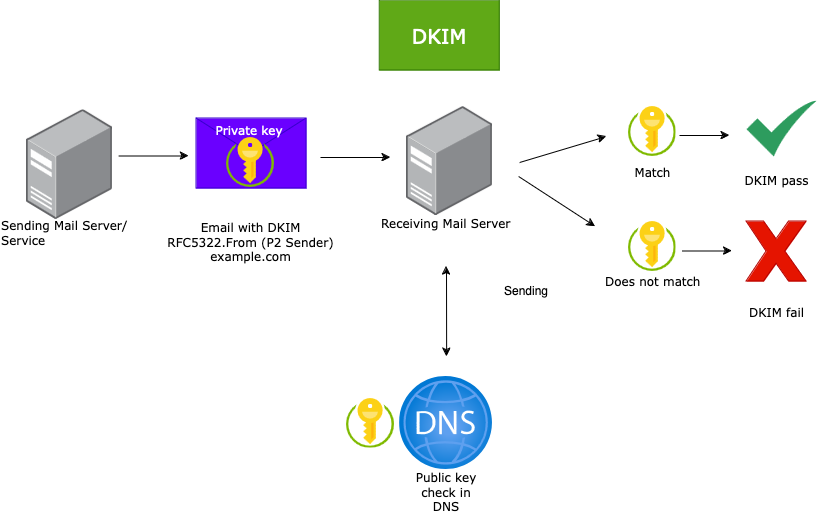 DKIM
Private key
Sending Mail Server/
Service
Email with DKIM
RFC5322.From (P2 Sender)
example.com
Receiving Mail Server
Match
DKIM pass
Does not match
DKIM fail
Sending
DNS
Public key
check in
DNS